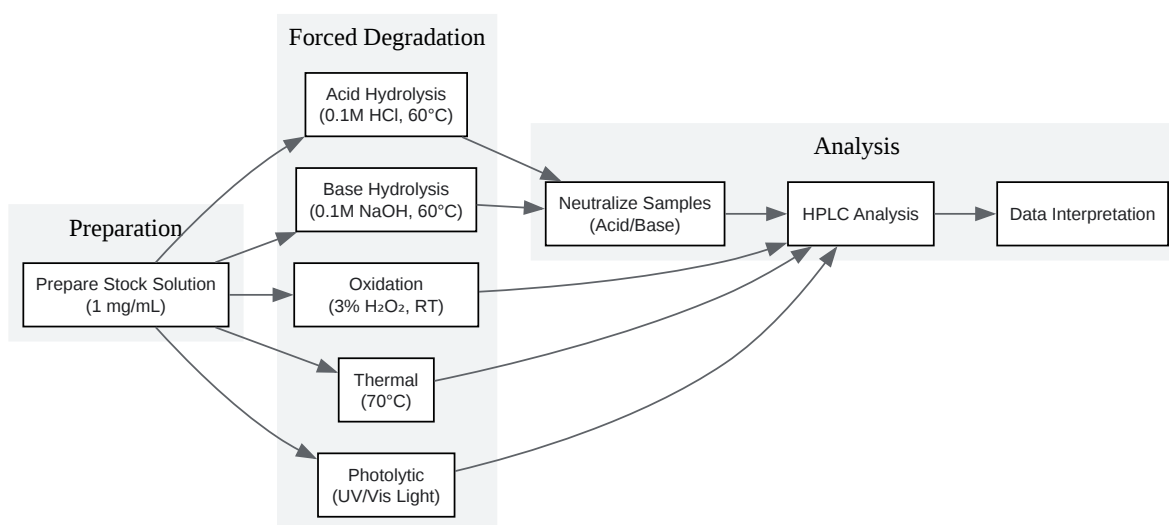 Preparation
Prepare Stock Solution
(1 mg/mL)
Forced Degradation
Acid Hydrolysis
(0.1M HCl, 60°C)
Base Hydrolysis
(0.1M NaOH, 60°C)
Oxidation
(3% H₂O₂, RT)
Thermal
(70°C)
Photolytic
(UV/Vis Light)
Analysis
Neutralize Samples
(Acid/Base)
HPLC Analysis
Data Interpretation